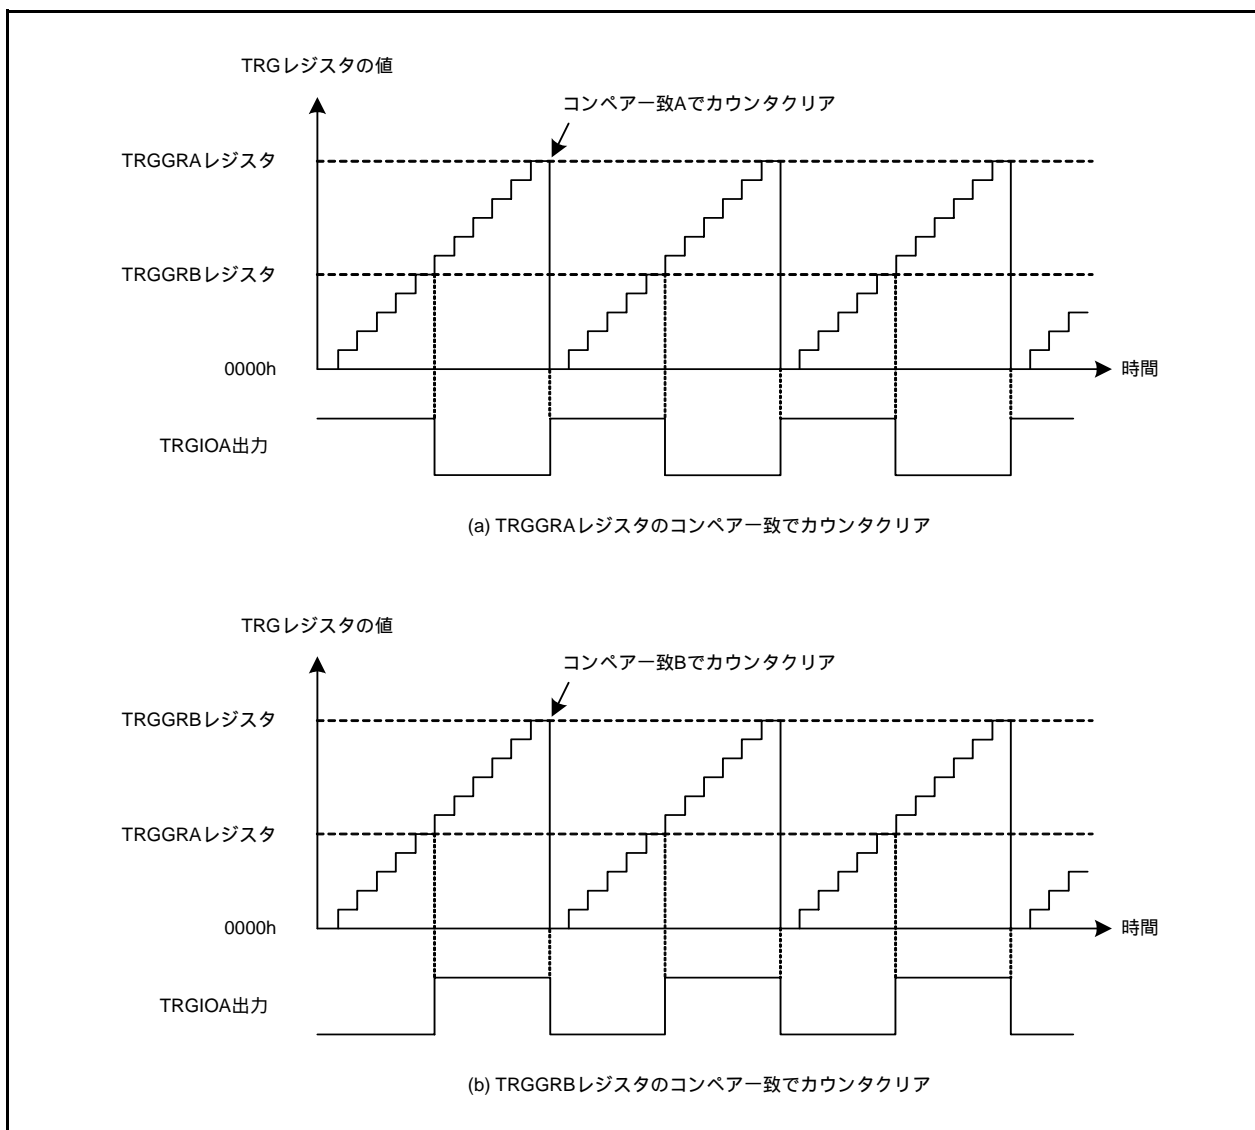 TRGレジスタの値
コンペア一致Aでカウンタクリア
TRGGRAレジスタ
TRGGRBレジスタ
0000h
時間
TRGIOA出力
(a) TRGGRAレジスタのコンペア一致でカウンタクリア
TRGレジスタの値
コンペア一致Bでカウンタクリア
TRGGRBレジスタ
TRGGRAレジスタ
0000h
時間
TRGIOA出力
(b) TRGGRBレジスタのコンペア一致でカウンタクリア